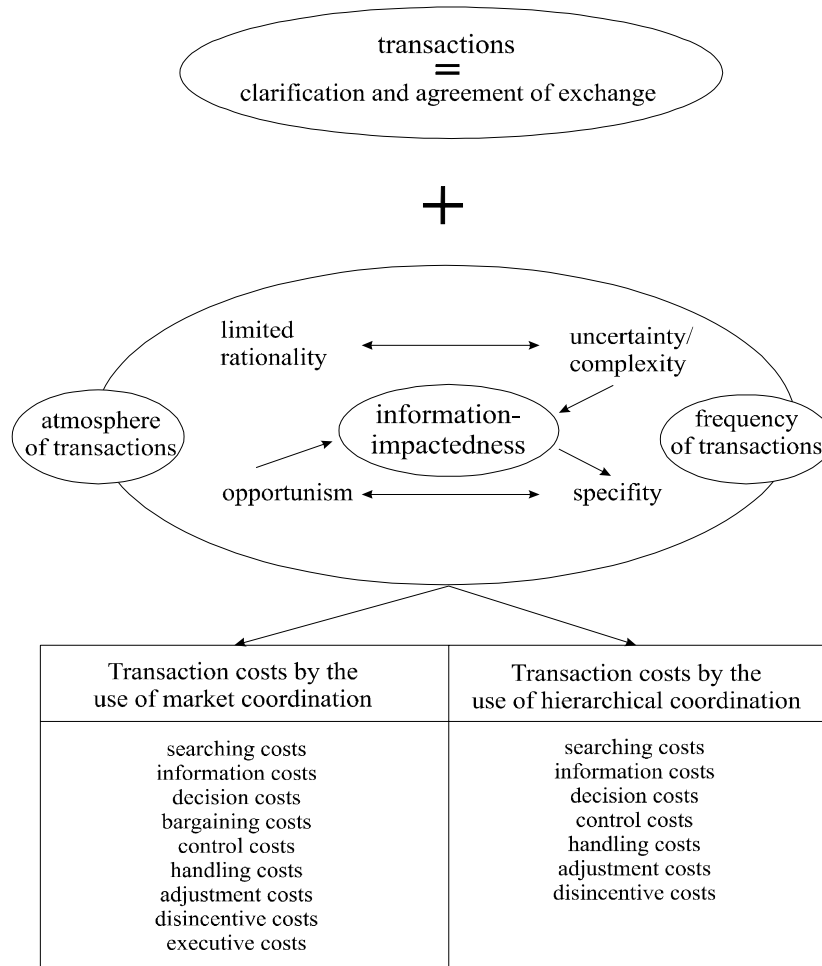 transactions
=
clarification and agreement of exchange
+
limited
rationality
uncertainty/
complexity
atmosphere
of transactions
information-
impactedness
frequency
of transactions
opportunism
specifity
Transaction costs by the
use of market coordination
Transaction costs by the
use of hierarchical coordination
searching costs
information costs
decision costs
bargaining costs
control costs
handling costs
adjustment costs
disincentive costs
executive costs
searching costs
information costs
decision costs
control costs
handling costs
adjustment costs
disincentive costs